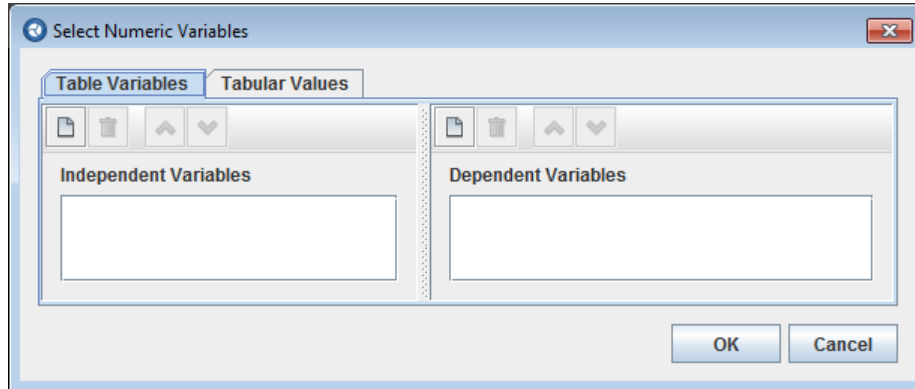 Select Numeric Variables
Table Variables Tabular Values
Independent Variables Dependent Variables
OK Cancel